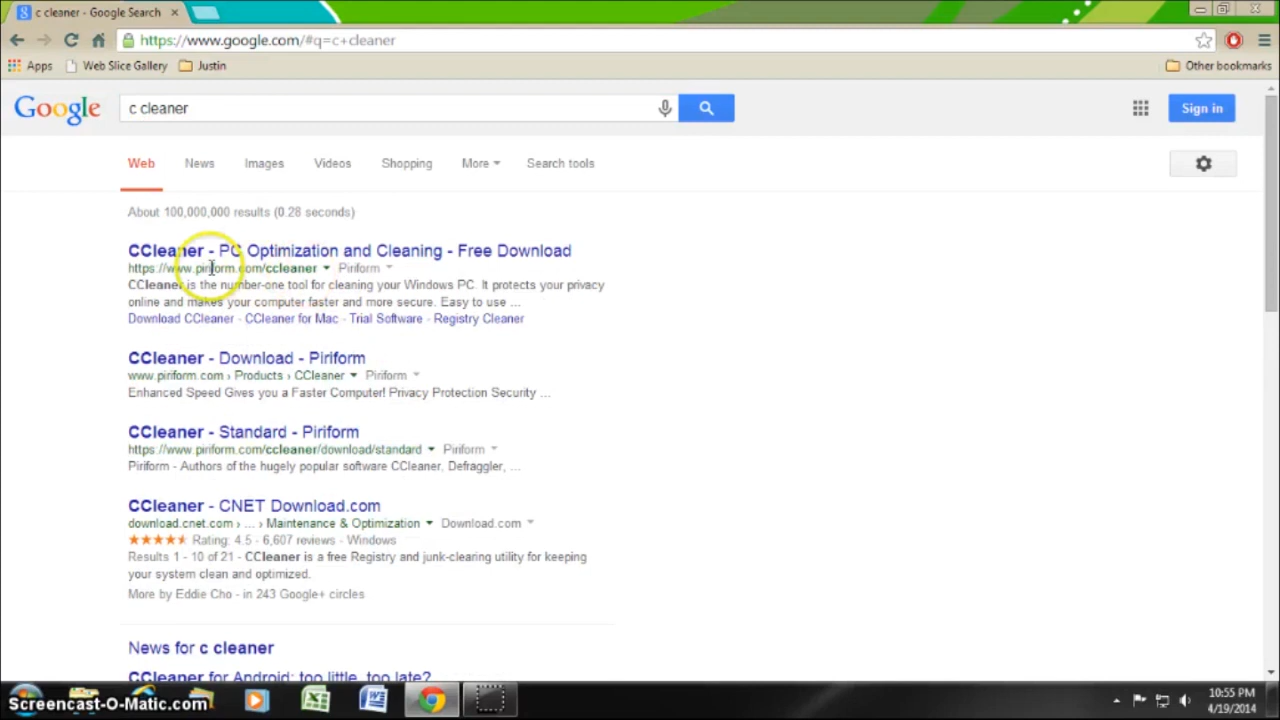 c cleaner - Google Search
https://www.google.com/#q=c+cleaner
Apps Web Slice Gallery Justin Other bookmarks
Google c cleaner Sign in
Web News Images Videos Shopping More Search tools
About 100,000,000 results (0.28 seconds)
CCleaner - PC Optimization and Cleaning - Free Download
https://www.piriform.com/ccleaner Piriform
CCleaner is the number-one tool for cleaning your Windows PC. It protects your privacy
online and makes your computer faster and more secure. Easy to use ...
Download CCleaner - CCleaner for Mac - Trial Software - Registry Cleaner
CCleaner - Download - Piriform
www.piriform.com › Products › CCleaner Piriform
Enhanced Speed Gives you a Faster Computer! Privacy Protection Security ...
CCleaner - Standard - Piriform
https://www.piriform.com/ccleaner/download/standard Piriform
Piriform - Authors of the hugely popular software CCleaner, Defraggler, ...
CCleaner - CNET Download.com
download.cnet.com › ... › Maintenance & Optimization Download.com
Rating: 4.5 - 6,607 reviews - Windows
Results 1 - 10 of 21 - CCleaner is a free Registry and junk-clearing utility for keeping
your system clean and optimized.
More by Eddie Cho - in 243 Google+ circles
News for c cleaner
CCleaner for Android: too little, too late?
Screencast-O-Matic.com
10:55 PM
4/19/2014